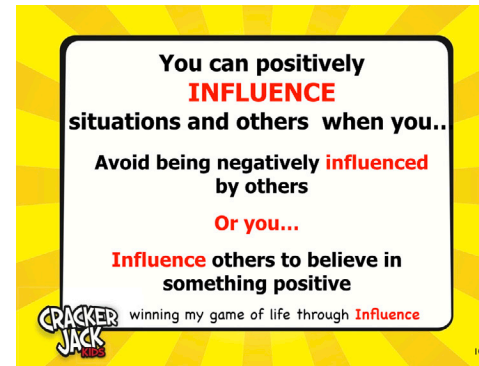 You can positively
INFLUENCE
situations and others when you...
Avoid being negatively influenced
by others
Or you...
Influence others to believe in
something positive
winning my game of life through Influence
CRACKER
JACK
KIDS